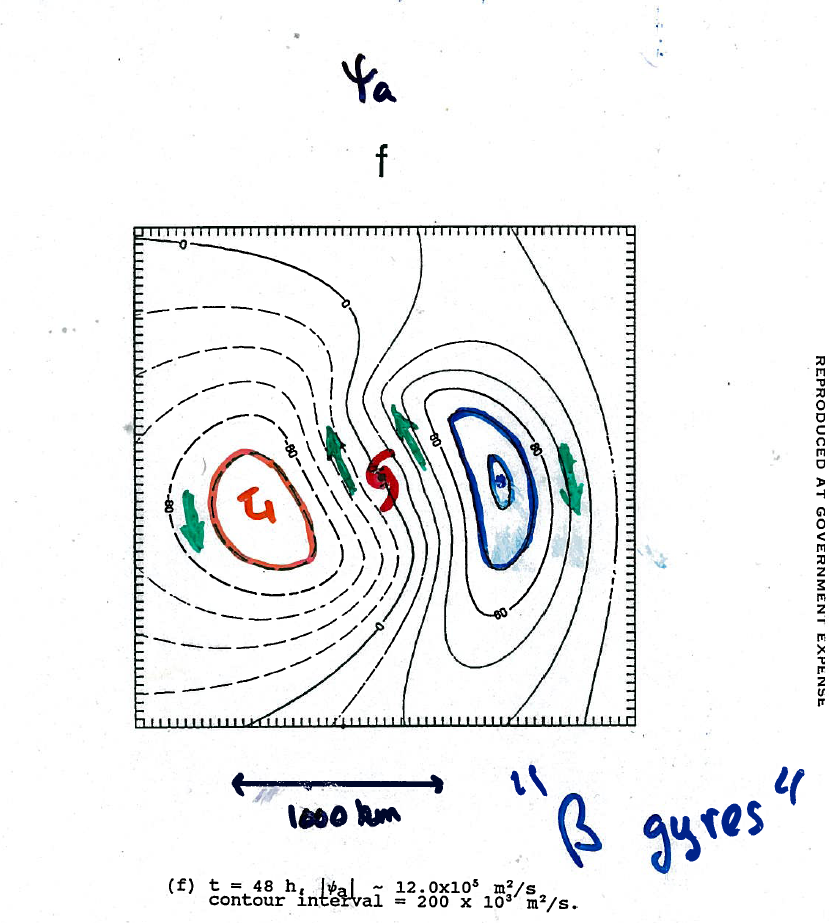 Ψa
f
0
0
80
80
80
80
80
0
1000 km
"β gyres"
(f) t = 48 h, |ψa| ~ 12.0x10⁵ m²/s
contour interval = 200 x 10³ m²/s.
REPRODUCED AT GOVERNMENT EXPENSE